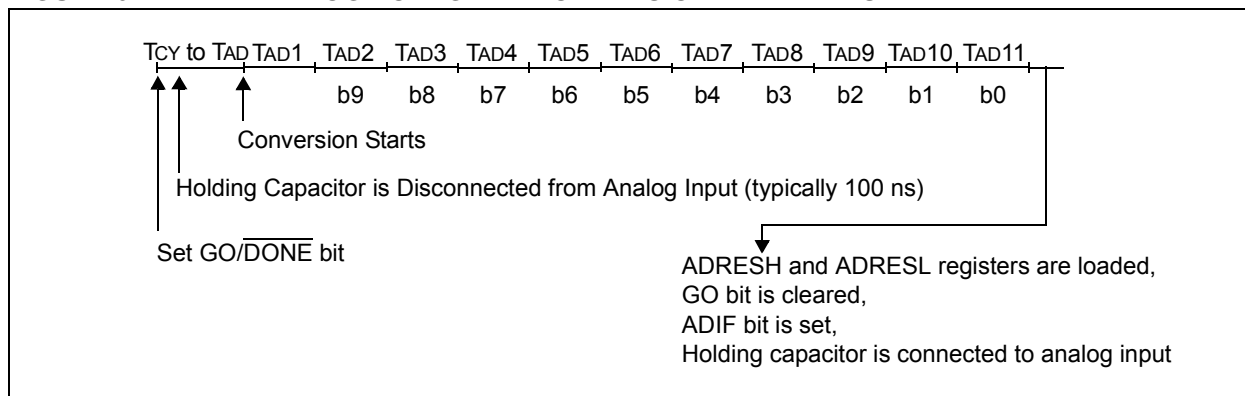 TCY to TAD TAD1 TAD2 TAD3 TAD4 TAD5 TAD6 TAD7 TAD8 TAD9 TAD10 TAD11
b9 b8 b7 b6 b5 b4 b3 b2 b1 b0
Conversion Starts
Holding Capacitor is Disconnected from Analog Input (typically 100 ns)
Set GO/DONE bit
ADRESH and ADRESL registers are loaded,
GO bit is cleared,
ADIF bit is set,
Holding capacitor is connected to analog input